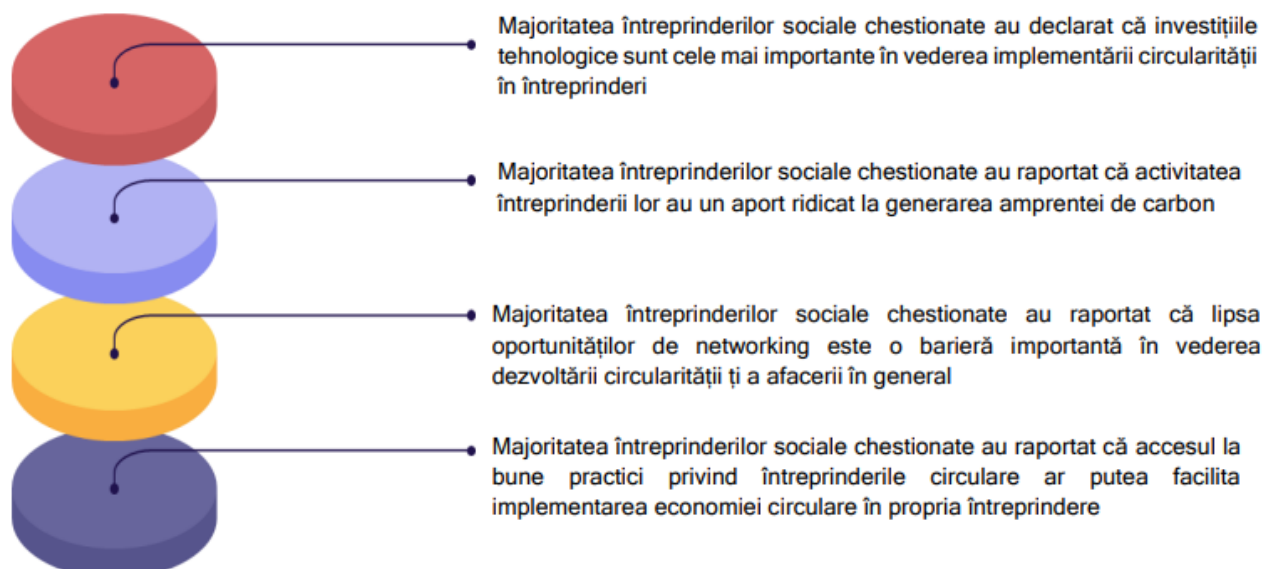 Majoritatea întreprinderilor sociale chestionate au declarat că investițiile
tehnologice sunt cele mai importante în vederea implementării circularității
în întreprinderi
Majoritatea întreprinderilor sociale chestionate au raportat că activitatea
întreprinderii lor au un aport ridicat la generarea amprentei de carbon
Majoritatea întreprinderilor sociale chestionate au raportat că lipsa
oportunităților de networking este o barieră importantă în vederea
dezvoltării circularității ți a afacerii în general
Majoritatea întreprinderilor sociale chestionate au raportat că accesul la
bune practici privind întreprinderile circulare ar putea facilita
implementarea economiei circulare în propria întreprindere